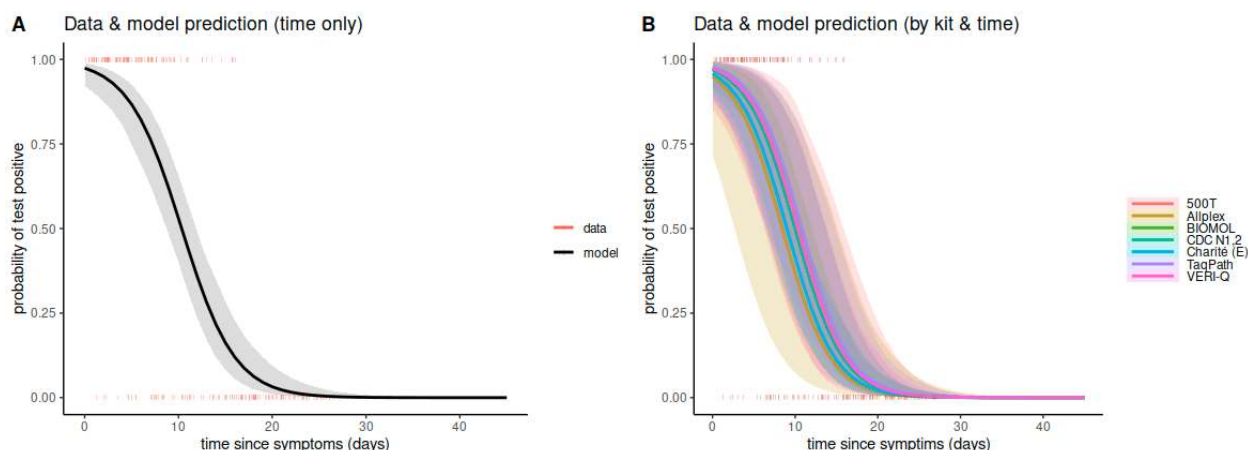 A
Data & model prediction (time only)
probability of test positive
1.00
0.75
0.50
0.25
0.00
0
10
20
30
40
time since symptoms (days)
data
model
B
Data & model prediction (by kit & time)
probability of test positive
1.00
0.75
0.50
0.25
0.00
0
10
20
30
40
time since symptims (days)
500T
Allplex
BIOMOL
CDC N1,2
Charité (E)
TaqPath
VERI-Q